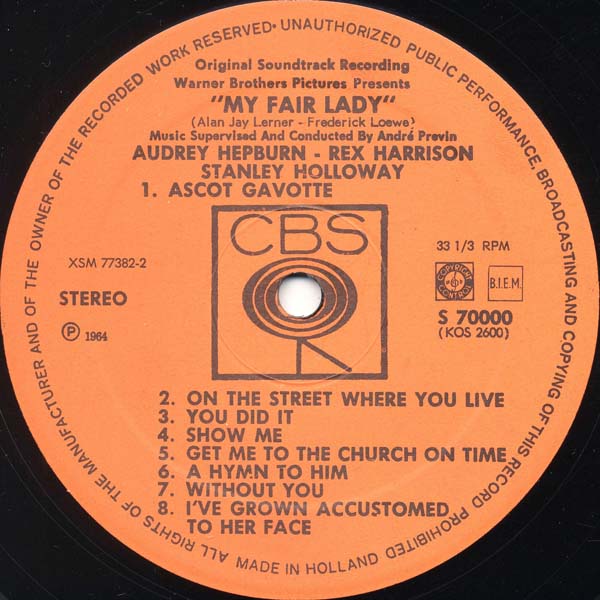 ALL RIGHTS OF THE MANUFACTURER AND OF THE OWNER OF THE RECORDED WORK RESERVED • UNAUTHORIZED PUBLIC PERFORMANCE, BROADCASTING AND COPYING OF THIS RECORD PROHIBITED
Original Soundtrack Recording
Warner Brothers Pictures Presents
"MY FAIR LADY"
(Alan Jay Lerner - Frederick Loewe)
Music Supervised And Conducted By André Previn
AUDREY HEPBURN - REX HARRISON
STANLEY HOLLOWAY
1. ASCOT GAVOTTE
CBS
XSM 77382-2
33 1/3 RPM
COPYRIGHT CONTROL
B.I.E.M.
STEREO
S 70000
(KOS 2600)
Ⓟ 1964
2. ON THE STREET WHERE YOU LIVE
3. YOU DID IT
4. SHOW ME
5. GET ME TO THE CHURCH ON TIME
6. A HYMN TO HIM
7. WITHOUT YOU
8. I'VE GROWN ACCUSTOMED
TO HER FACE
MADE IN HOLLAND